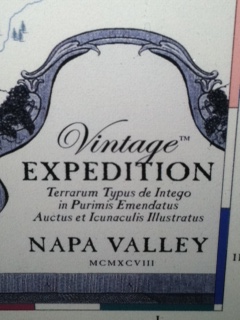 Vintage™
EXPEDITION
Terrarum Typus de Intego
in Purimis Emendatus
Auctus et Icunaculis Illustratus
NAPA VALLEY
MCMXCVIII